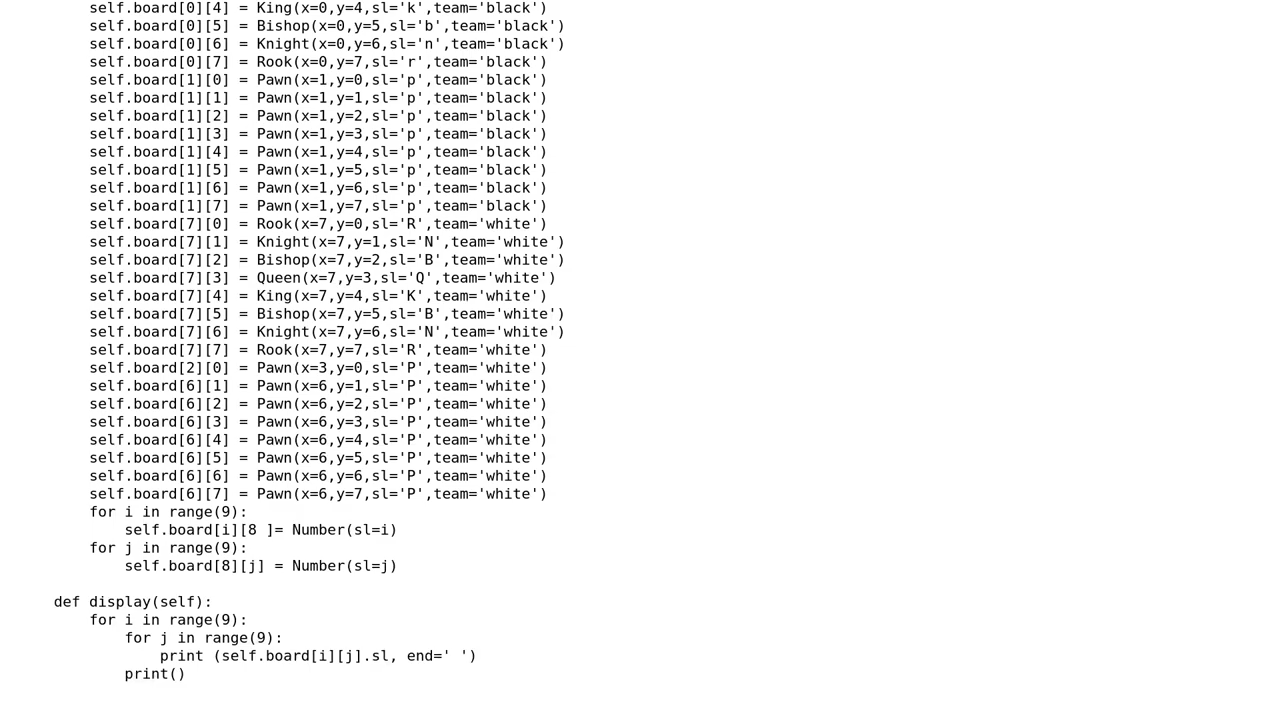 self.board[0][4] = King(x=0,y=4,sl='k',team='black')
self.board[0][5] = Bishop(x=0,y=5,sl='b',team='black')
self.board[0][6] = Knight(x=0,y=6,sl='n',team='black')
self.board[0][7] = Rook(x=0,y=7,sl='r',team='black')
self.board[1][0] = Pawn(x=1,y=0,sl='p',team='black')
self.board[1][1] = Pawn(x=1,y=1,sl='p',team='black')
self.board[1][2] = Pawn(x=1,y=2,sl='p',team='black')
self.board[1][3] = Pawn(x=1,y=3,sl='p',team='black')
self.board[1][4] = Pawn(x=1,y=4,sl='p',team='black')
self.board[1][5] = Pawn(x=1,y=5,sl='p',team='black')
self.board[1][6] = Pawn(x=1,y=6,sl='p',team='black')
self.board[1][7] = Pawn(x=1,y=7,sl='p',team='black')
self.board[7][0] = Rook(x=7,y=0,sl='R',team='white')
self.board[7][1] = Knight(x=7,y=1,sl='N',team='white')
self.board[7][2] = Bishop(x=7,y=2,sl='B',team='white')
self.board[7][3] = Queen(x=7,y=3,sl='Q',team='white')
self.board[7][4] = King(x=7,y=4,sl='K',team='white')
self.board[7][5] = Bishop(x=7,y=5,sl='B',team='white')
self.board[7][6] = Knight(x=7,y=6,sl='N',team='white')
self.board[7][7] = Rook(x=7,y=7,sl='R',team='white')
self.board[2][0] = Pawn(x=3,y=0,sl='P',team='white')
self.board[6][1] = Pawn(x=6,y=1,sl='P',team='white')
self.board[6][2] = Pawn(x=6,y=2,sl='P',team='white')
self.board[6][3] = Pawn(x=6,y=3,sl='P',team='white')
self.board[6][4] = Pawn(x=6,y=4,sl='P',team='white')
self.board[6][5] = Pawn(x=6,y=5,sl='P',team='white')
self.board[6][6] = Pawn(x=6,y=6,sl='P',team='white')
self.board[6][7] = Pawn(x=6,y=7,sl='P',team='white')
for i in range(9):
self.board[i][8 ]= Number(sl=i)
for j in range(9):
self.board[8][j] = Number(sl=j)
def display(self):
for i in range(9):
for j in range(9):
print (self.board[i][j].sl, end=' ')
print()